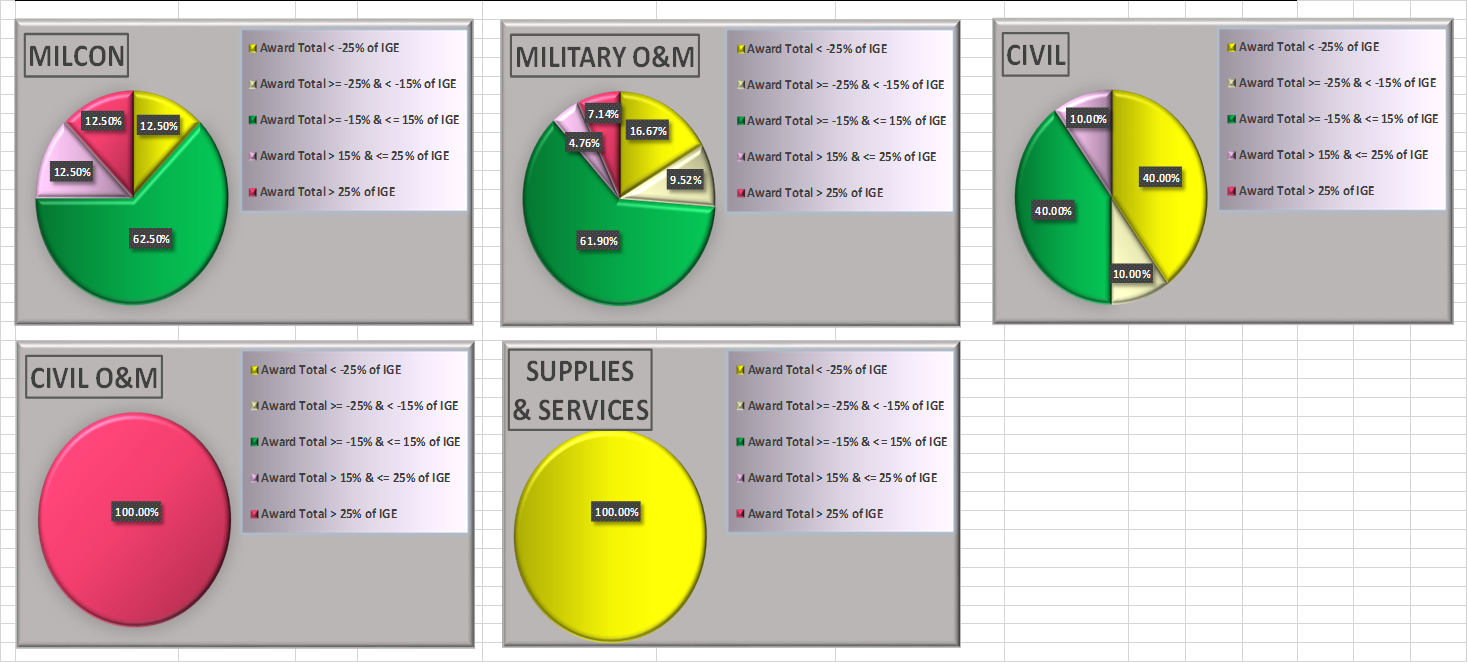 MILCON
Award Total < -25% of IGE
Award Total >= -25% & < -15% of IGE
Award Total >= -15% & <= 15% of IGE
Award Total > 15% & <= 25% of IGE
Award Total > 25% of IGE
12.50%
12.50%
12.50%
62.50%
MILITARY O&M
Award Total < -25% of IGE
Award Total >= -25% & < -15% of IGE
Award Total >= -15% & <= 15% of IGE
Award Total > 15% & <= 25% of IGE
Award Total > 25% of IGE
7.14%
16.67%
4.76%
9.52%
61.90%
CIVIL
Award Total < -25% of IGE
Award Total >= -25% & < -15% of IGE
Award Total >= -15% & <= 15% of IGE
Award Total > 15% & <= 25% of IGE
Award Total > 25% of IGE
10.00%
40.00%
40.00%
10.00%
CIVIL O&M
Award Total < -25% of IGE
Award Total >= -25% & < -15% of IGE
Award Total >= -15% & <= 15% of IGE
Award Total > 15% & <= 25% of IGE
Award Total > 25% of IGE
100.00%
SUPPLIES
& SERVICES
Award Total < -25% of IGE
Award Total >= -25% & < -15% of IGE
Award Total >= -15% & <= 15% of IGE
Award Total > 15% & <= 25% of IGE
Award Total > 25% of IGE
100.00%